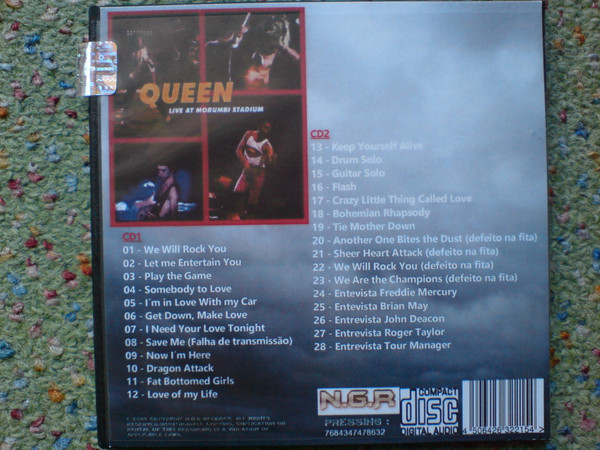 QUEEN
LIVE AT MORUMBI STADIUM
CD1
01 - We Will Rock You
02 - Let me Entertain You
03 - Play the Game
04 - Somebody to Love
05 - I´m in Love With my Car
06 - Get Down, Make Love
07 - I Need Your Love Tonight
08 - Save Me (Falha de transmissão)
09 - Now I´m Here
10 - Dragon Attack
11 - Fat Bottomed Girls
12 - Love of my Life
CD2
13 - Keep Yourself Alive
14 - Drum Solo
15 - Guitar Solo
16 - Flash
17 - Crazy Little Thing Called Love
18 - Bohemian Rhapsody
19 - Tie Mother Down
20 - Another One Bites the Dust (defeito na fita)
21 - Sheer Heart Attack (defeito na fita)
22 - We Will Rock You (defeito na fita)
23 - We Are the Champions (defeito na fita)
24 - Entevista Freddie Mercury
25 - Entevista Brian May
26 - Entrevista John Deacon
27 - Entrevista Roger Taylor
28 - Entrevista Tour Manager
N.G.R
PRESSING :
7684347478632
COMPACT
disc
DIGITAL AUDIO
4 506426 322154